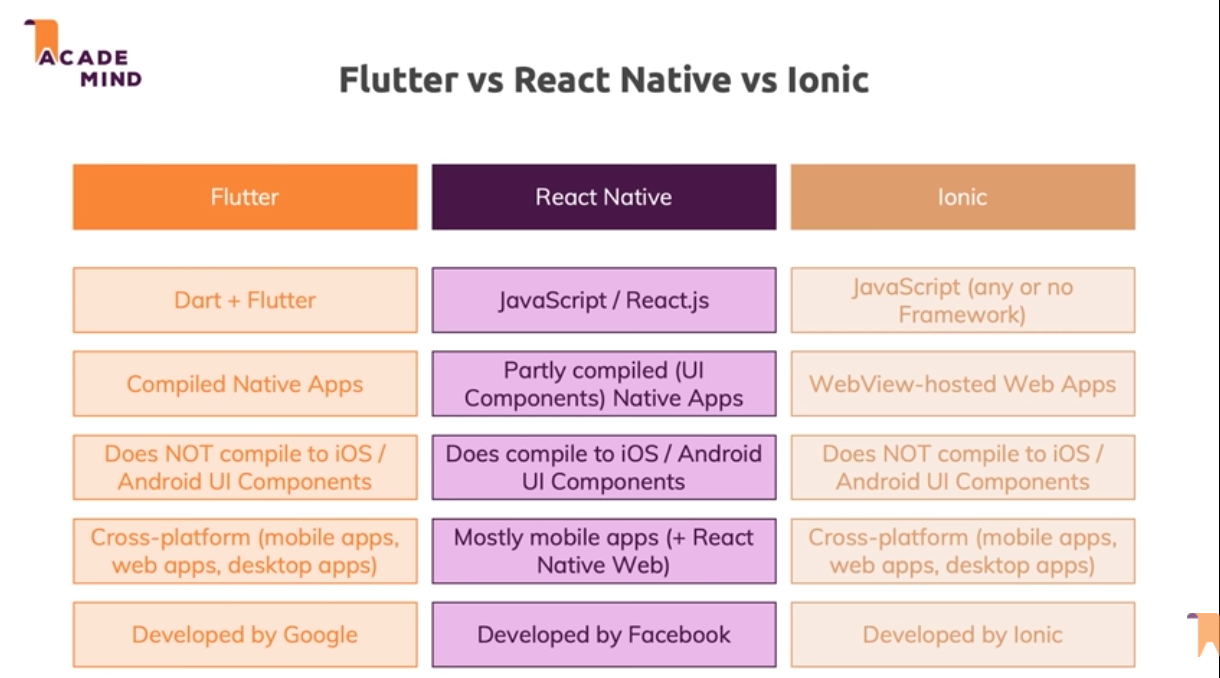 ACADE
MIND
Flutter vs React Native vs Ionic
Flutter
React Native
Ionic
Dart + Flutter
JavaScript / React.js
JavaScript (any or no
Framework)
Compiled Native Apps
Partly compiled (UI
Components) Native Apps
WebView-hosted Web Apps
Does NOT compile to iOS /
Android UI Components
Does compile to iOS / Android
UI Components
Does NOT compile to iOS /
Android UI Components
Cross-platform (mobile apps,
web apps, desktop apps)
Mostly mobile apps (+ React
Native Web)
Cross-platform (mobile apps,
web apps, desktop apps)
Developed by Google
Developed by Facebook
Developed by Ionic